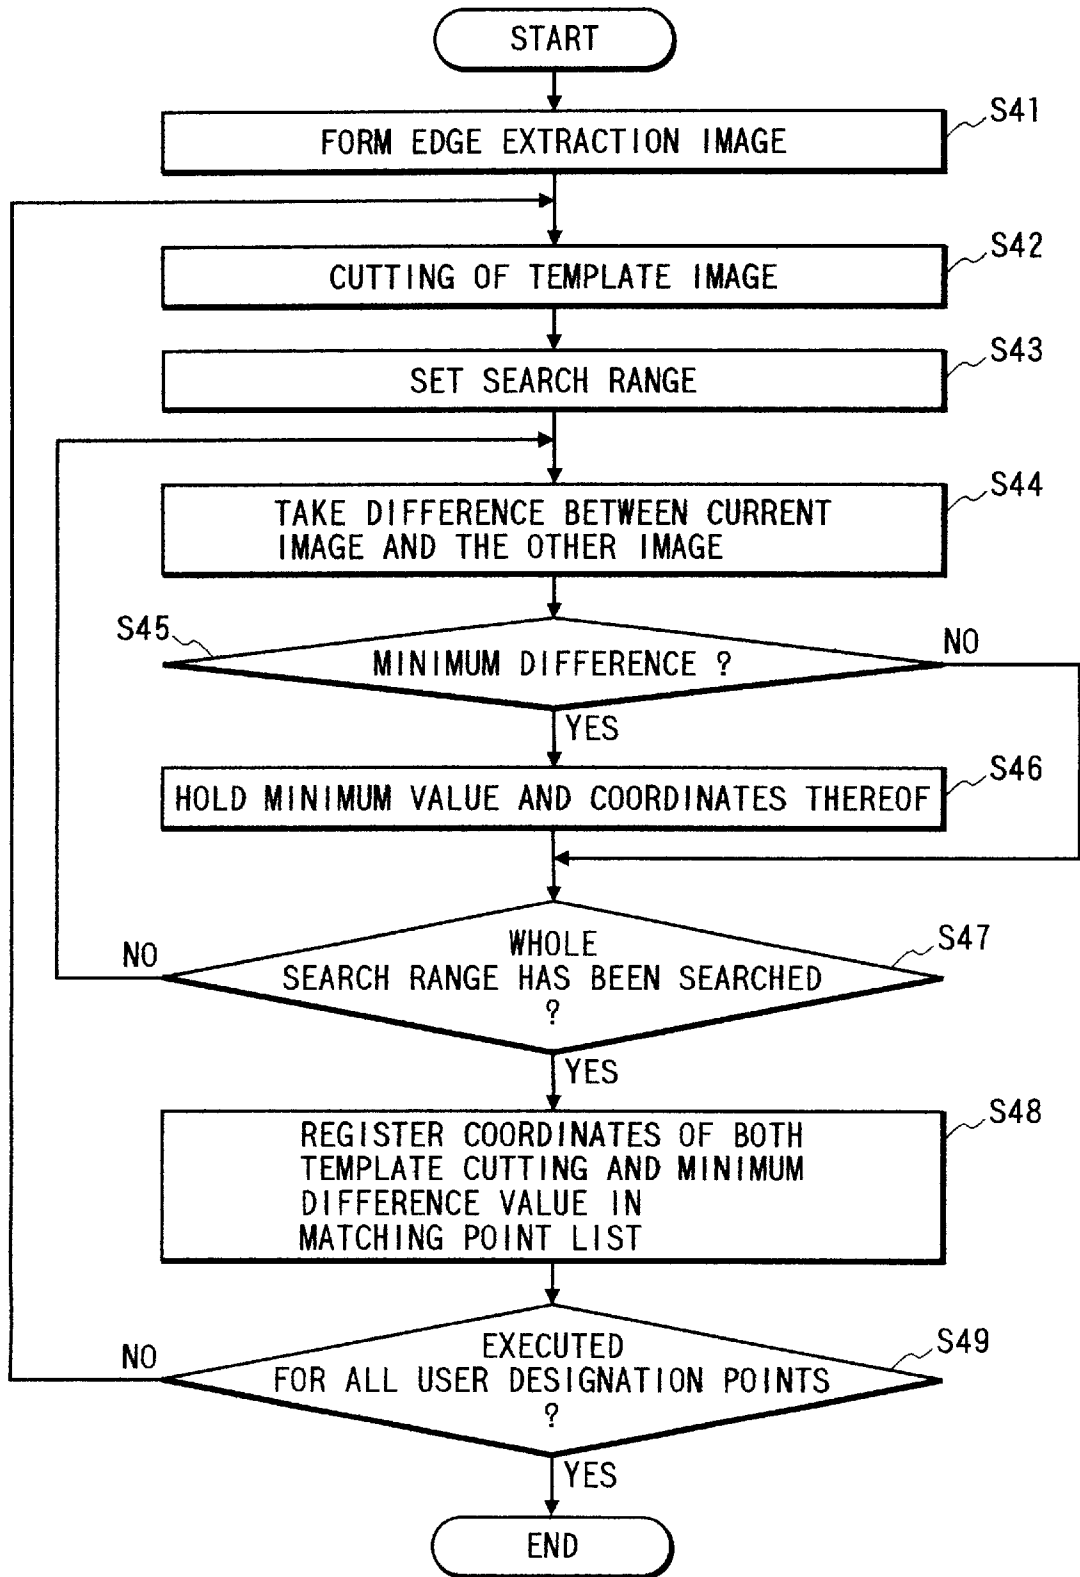 START
S41
FORM EDGE EXTRACTION IMAGE
S42
CUTTING OF TEMPLATE IMAGE
S43
SET SEARCH RANGE
S44
TAKE DIFFERENCE BETWEEN CURRENT
IMAGE AND THE OTHER IMAGE
S45
MINIMUM DIFFERENCE ?
NO
YES
S46
HOLD MINIMUM VALUE AND COORDINATES THEREOF
S47
NO
WHOLE
SEARCH RANGE HAS BEEN SEARCHED
?
YES
S48
REGISTER COORDINATES OF BOTH
TEMPLATE CUTTING AND MINIMUM
DIFFERENCE VALUE IN
MATCHING POINT LIST
S49
NO
EXECUTED
FOR ALL USER DESIGNATION POINTS
?
YES
END